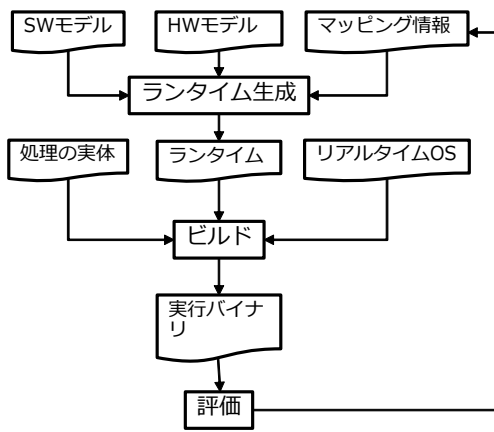 SWモデル
HWモデル
マッピング情報
ランタイム生成
処理の実体
ランタイム
リアルタイムOS
ビルド
実行バイナ
リ
評価